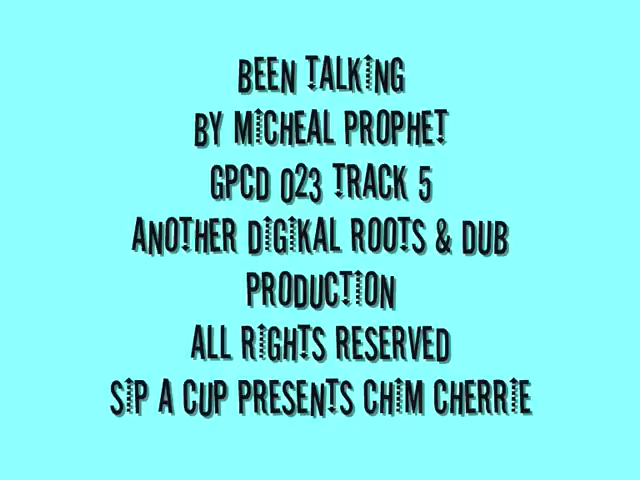 BEEN TALKING
BY MICHEAL PROPHET
GPCD 023 TRACK 5
ANOTHER DIGIKAL ROOTS & DUB
PRODUCTION
ALL RIGHTS RESERVED
SIP A CUP PRESENTS CHIM CHERRIE